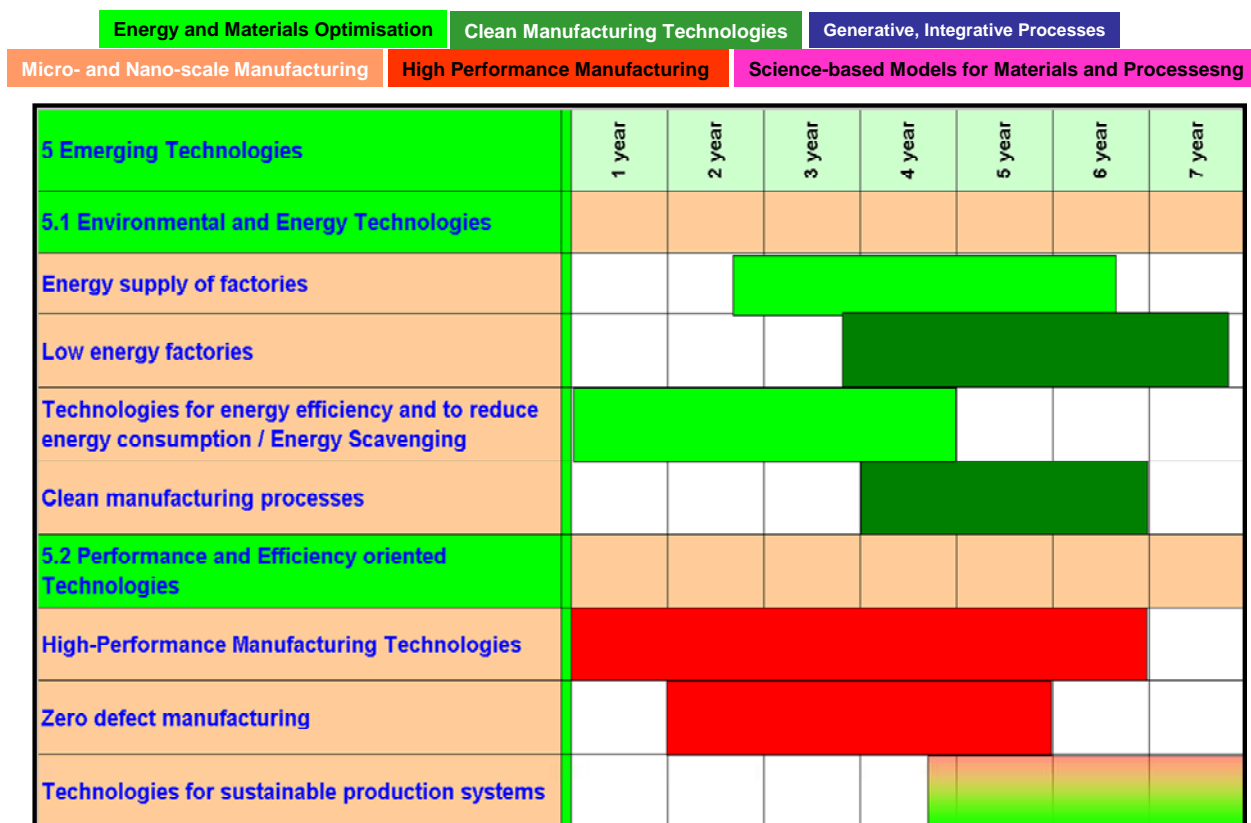 Energy and Materials Optimisation
Clean Manufacturing Technologies
Generative, Integrative Processes
Micro- and Nano-scale Manufacturing
High Performance Manufacturing
Science-based Models for Materials and Processesng
5 Emerging Technologies
1 year
2 year
3 year
4 year
5 year
6 year
7 year
5.1 Environmental and Energy Technologies
Energy supply of factories
Low energy factories
Technologies for energy efficiency and to reduce
energy consumption / Energy Scavenging
Clean manufacturing processes
5.2 Performance and Efficiency oriented
Technologies
High-Performance Manufacturing Technologies
Zero defect manufacturing
Technologies for sustainable production systems